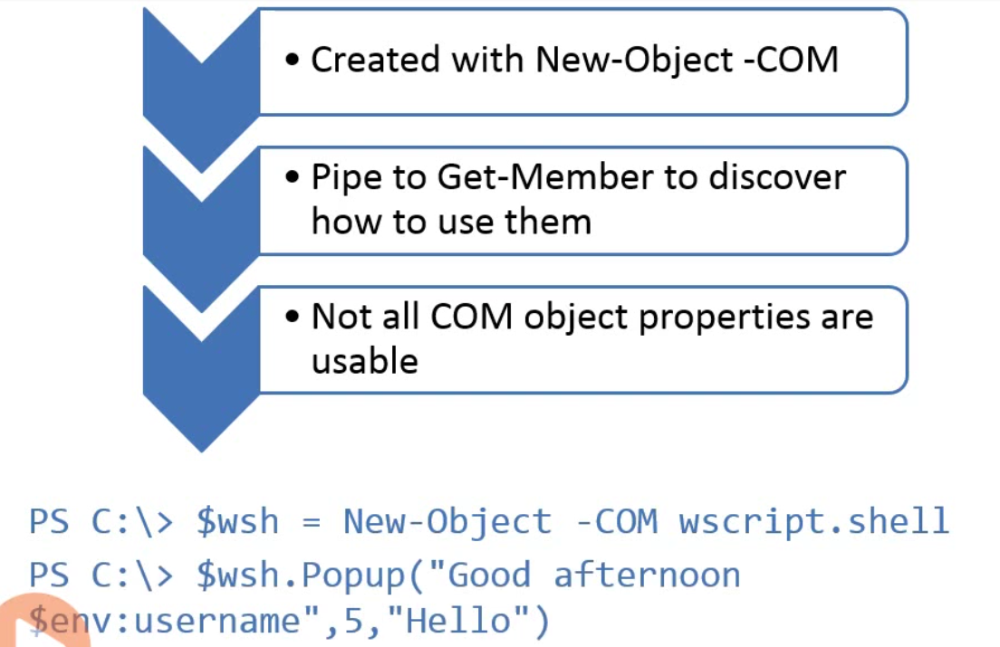 • Created with New-Object -COM
• Pipe to Get-Member to discover
how to use them
• Not all COM object properties are
usable
PS C:\> $wsh = New-Object -COM wscript.shell
PS C:\> $wsh.Popup("Good afternoon
$env:username",5,"Hello")